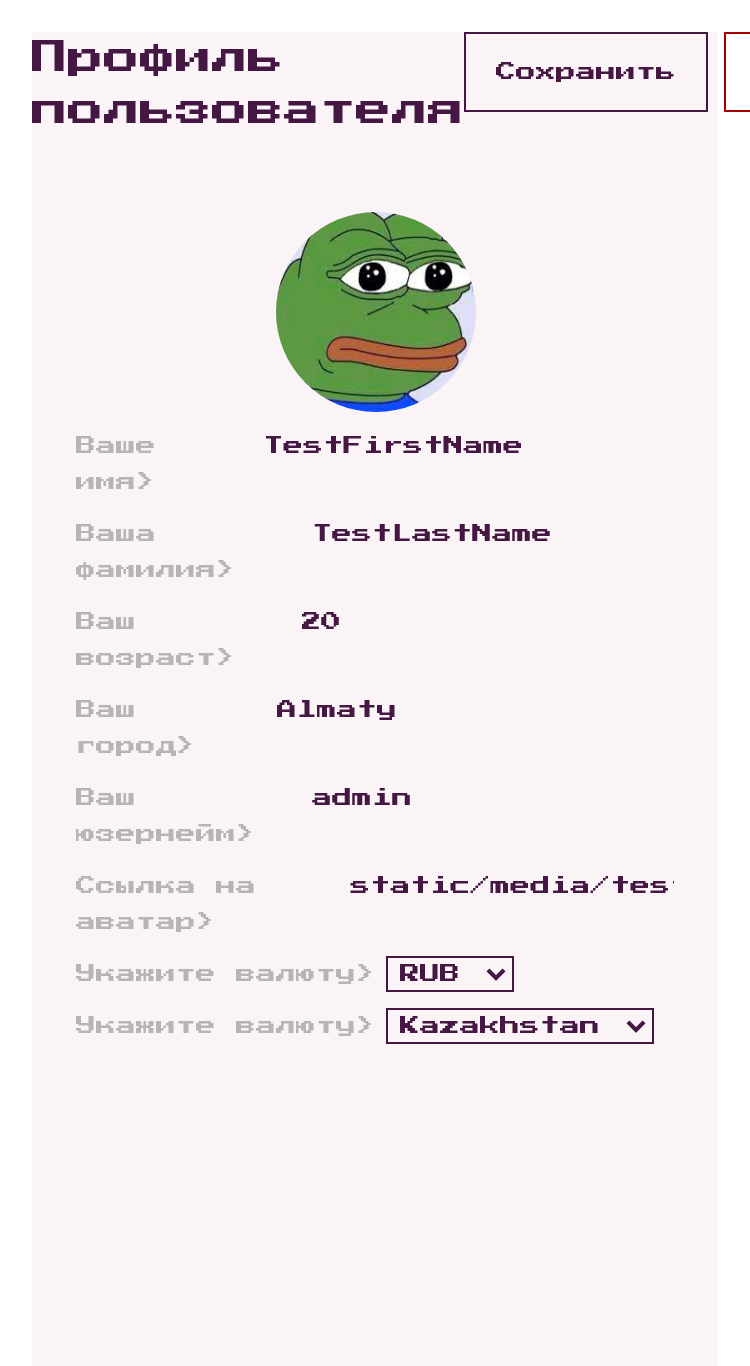 Профиль
пользователя
Сохранить
Ваше TestFirstName
имя>
Ваша TestLastName
фамилия>
Ваш 20
возраст>
Ваш Almaty
город>
Ваш admin
юзернейм>
Ссылка на static/media/tes
аватар>
Укажите валюту> RUB
Укажите валюту> Kazakhstan